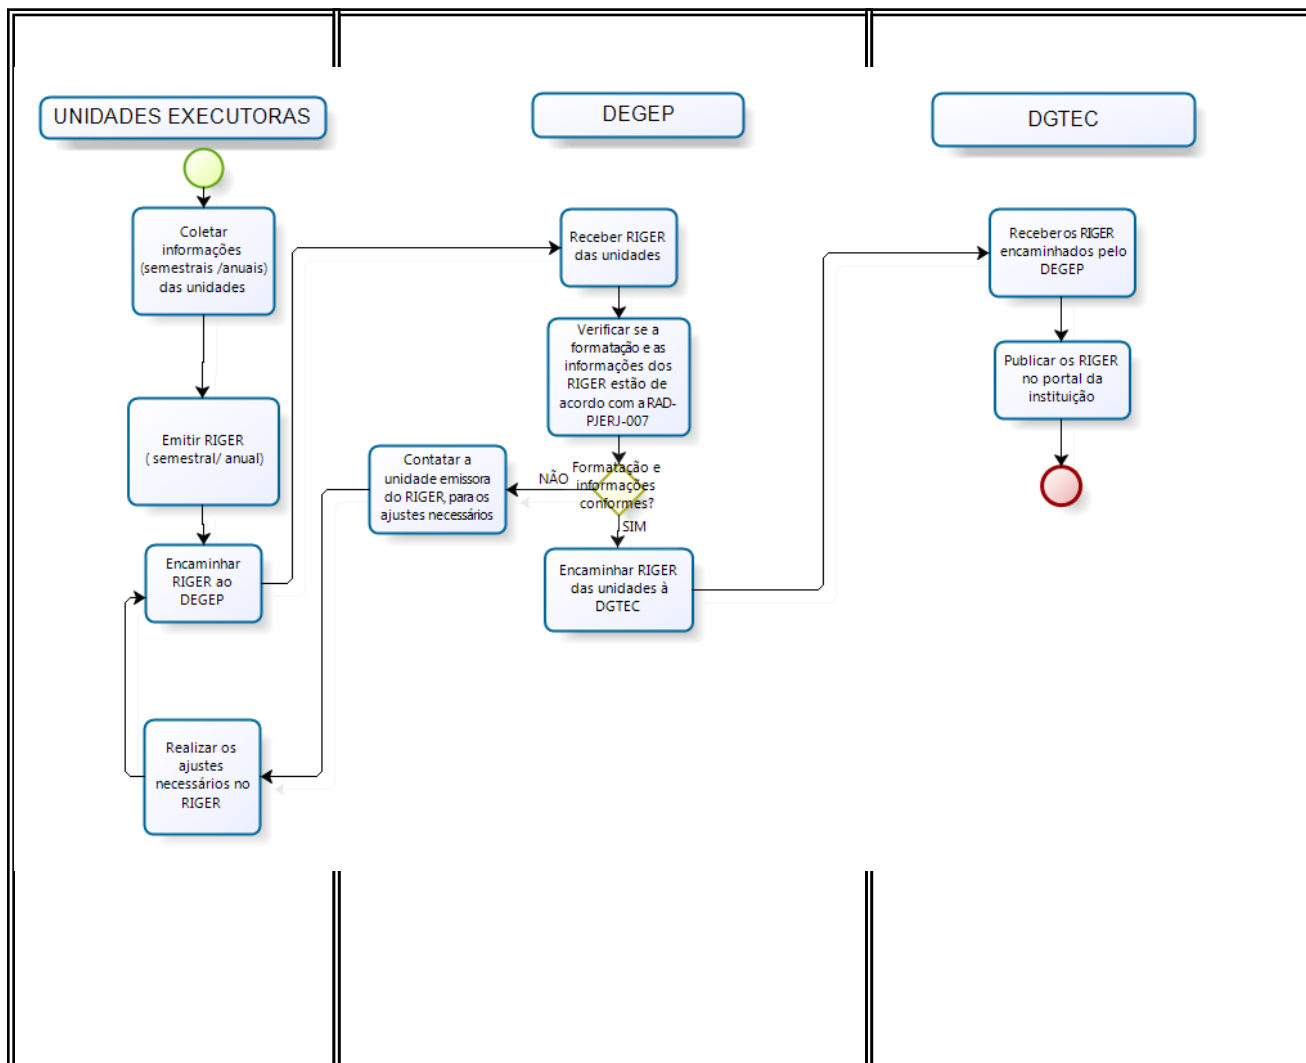 UNIDADES EXECUTORAS
DEGEP
DGTEC
Coletar
informações
(semestrais /anuais)
das unidades
Emitir RIGER
( semestral/ anual)
Encaminhar
RIGER ao
DEGEP
Realizar os
ajustes
necessários no
RIGER
Receber RIGER
das unidades
Verificar se a
formatação e as
informações dos
RIGER estão de
acordo com a RAD-
PJERJ-007
Formatação e
informações
conformes?
NÃO
SIM
Contatar a
unidade emissora
do RIGER, para os
ajustes necessários
Encaminhar RIGER
das unidades à
DGTEC
Receberos RIGER
encaminhados pelo
DEGEP
Publicar os RIGER
no portal da
instituição